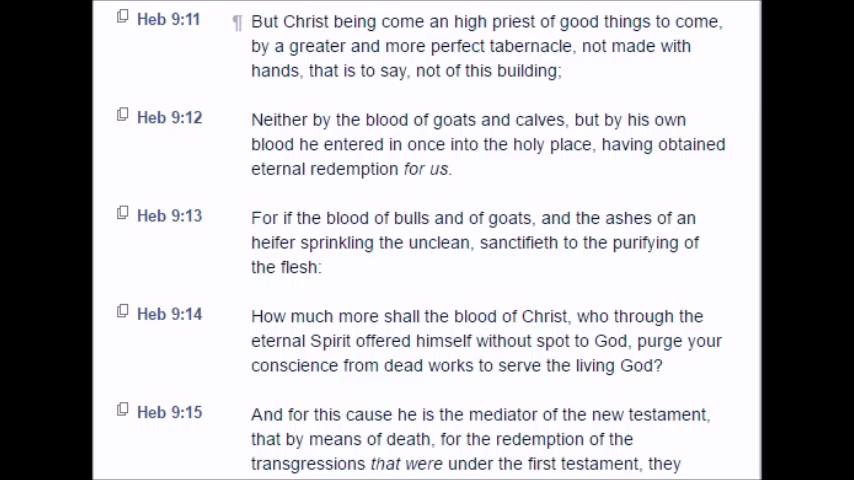 Heb 9:11 ¶ But Christ being come an high priest of good things to come,
by a greater and more perfect tabernacle, not made with
hands, that is to say, not of this building;
Heb 9:12 Neither by the blood of goats and calves, but by his own
blood he entered in once into the holy place, having obtained
eternal redemption for us.
Heb 9:13 For if the blood of bulls and of goats, and the ashes of an
heifer sprinkling the unclean, sanctifieth to the purifying of
the flesh:
Heb 9:14 How much more shall the blood of Christ, who through the
eternal Spirit offered himself without spot to God, purge your
conscience from dead works to serve the living God?
Heb 9:15 And for this cause he is the mediator of the new testament,
that by means of death, for the redemption of the
transgressions that were under the first testament, they